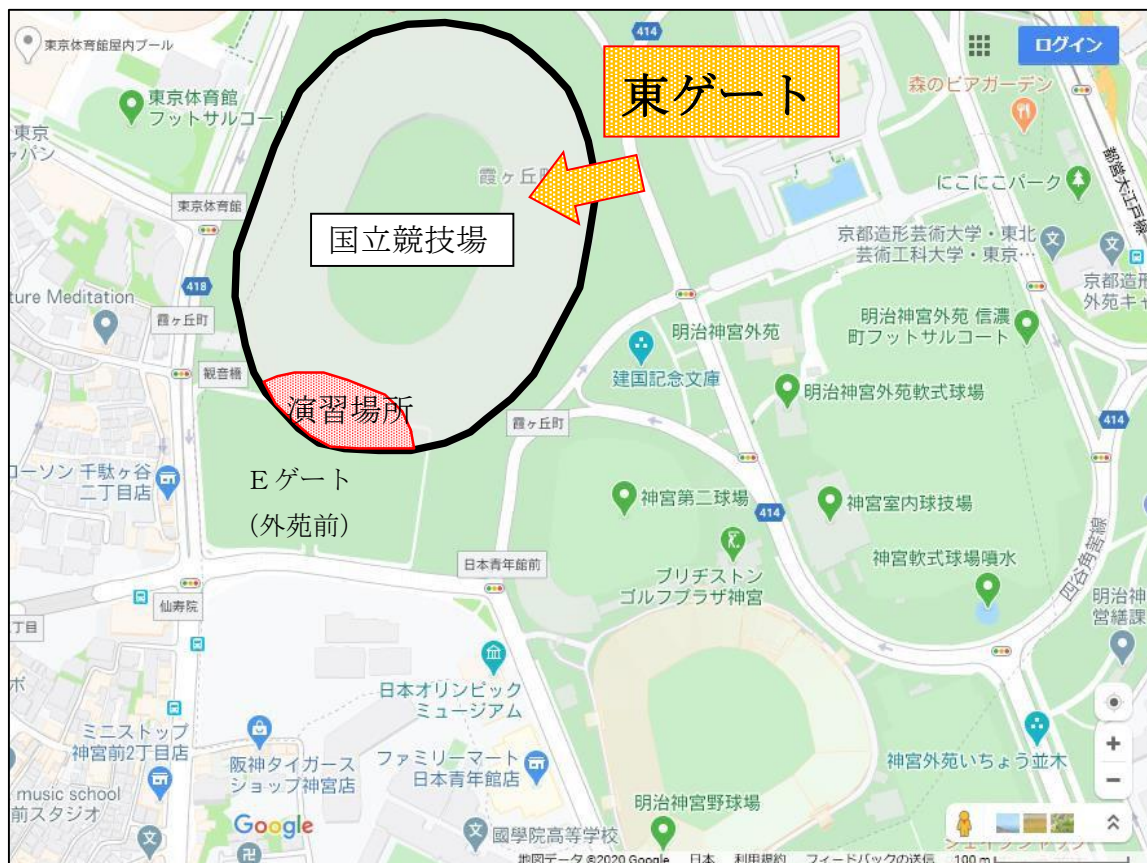 東京体育館屋内プール
414
ログイン
東ゲート
森のビアガーデン
東京体育館
フットサルコート
東京
ャパン
都営大江戸線
霞ヶ丘町
にこにこパーク
東京体育館
国立競技場
京都造形芸術大学・東北
芸術工科大学・東京…
京都造形
外苑キャ
418
ture Meditation
霞ヶ丘町
明治神宮外苑
明治神宮外苑 信濃
町フットサルコート
観音橋
建国記念文庫
明治神宮外苑軟式球場
演習場所
霞ヶ丘町
414
ローソン 千駄ヶ谷
二丁目店
Eゲート
(外苑前)
神宮第二球場
414
神宮室内球技場
四谷角筈線
日本青年館前
ブリヂストン
ゴルフプラザ神宮
神宮軟式球場噴水
仙寿院
丁目
明治神
営繕課
日本オリンピック
ミュージアム
ミニストップ
神宮前2丁目店
阪神タイガース
ショップ神宮店
ファミリーマート
日本青年館店
神宮外苑いちょう並木
music school
前スタジオ
Google
國學院高等学校
明治神宮野球場
地図データ ©2020 Google 日本 利用規約 フィードバックの送信 100 m